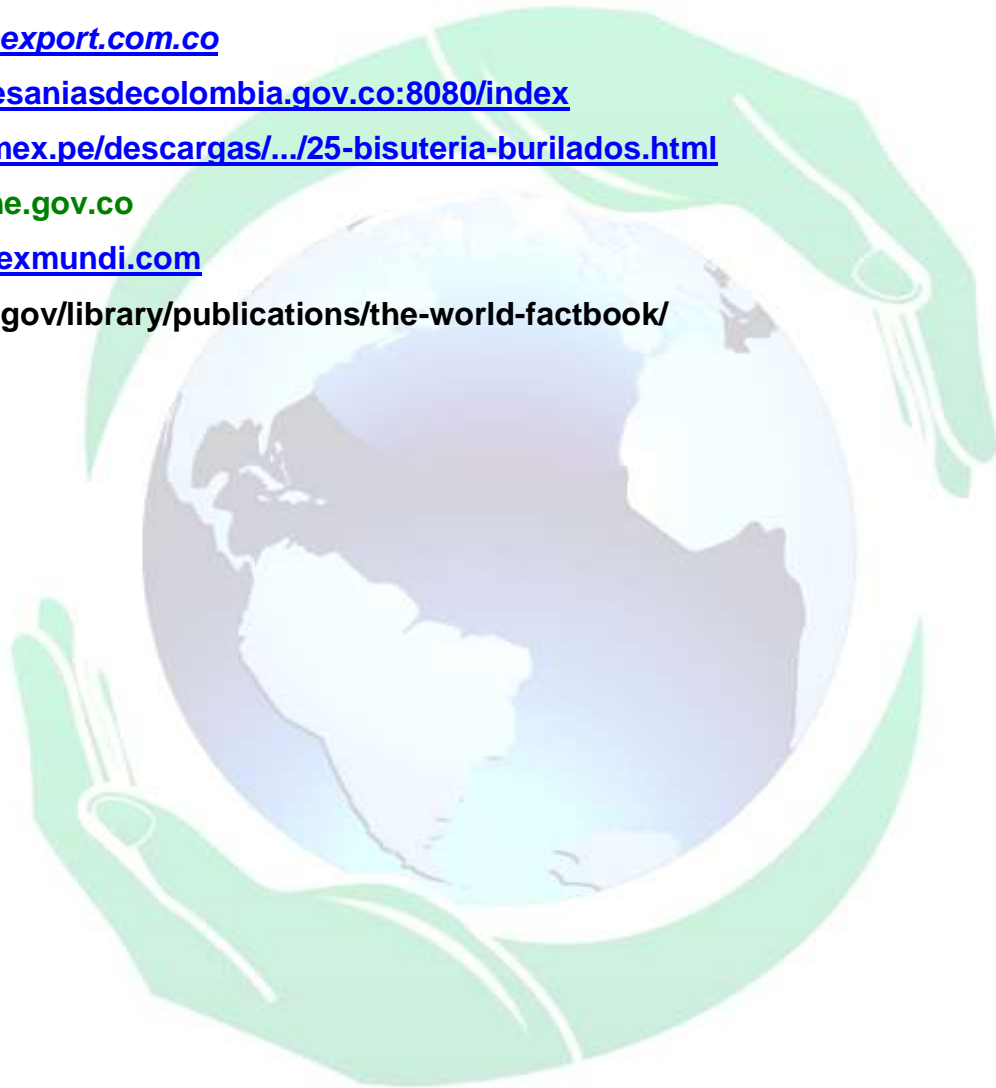 export.com.co
esaniasdecolombia.gov.co:8080/index
nex.pe/descargas/.../25-bisuteria-burilados.html
ne.gov.co
exmundi.com
gov/library/publications/the-world-factbook/